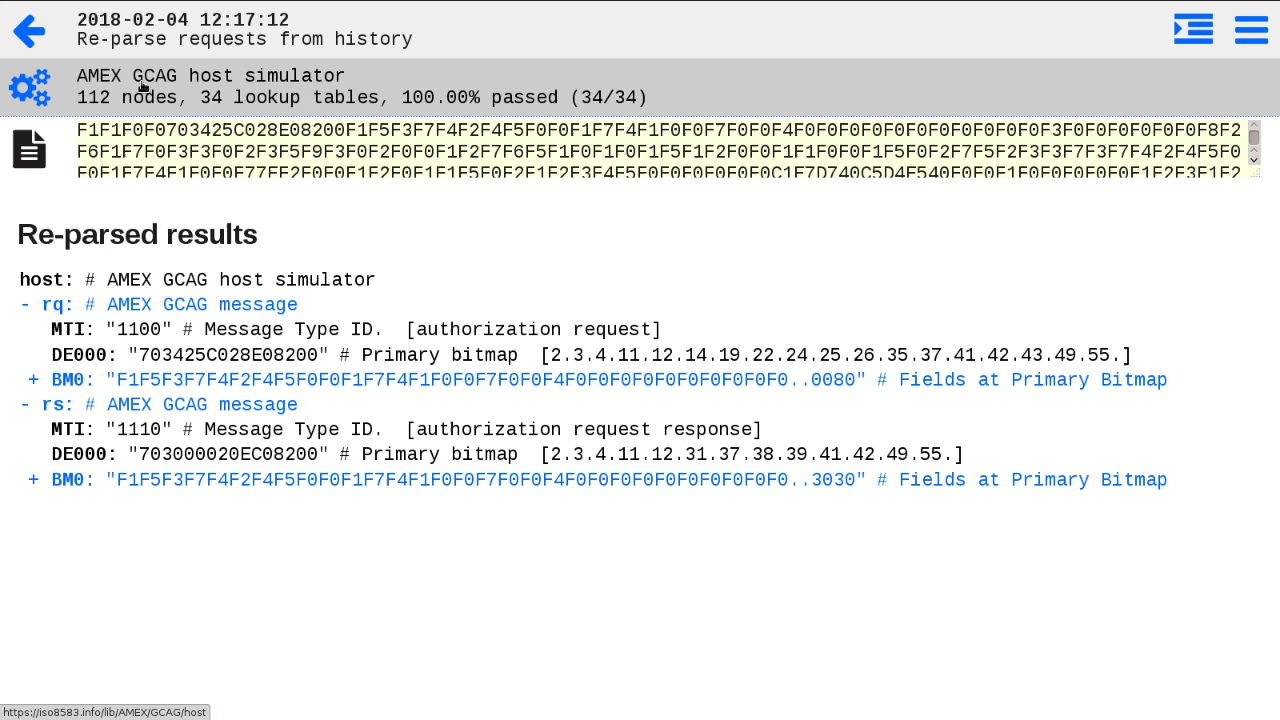 2018-02-04 12:17:12
Re-parse requests from history
AMEX GCAG host simulator
112 nodes, 34 lookup tables, 100.00% passed (34/34)
F1F1F0F0703425C028E08200F1F5F3F7F4F2F4F5F0F0F1F7F4F1F0F0F7F0F0F4F0F0F0F0F0F0F0F0F0F0F3F0F0F0F0F0F0F8F2
F6F1F7F0F3F3F0F2F3F5F9F3F0F2F0F0F1F2F7F6F5F1F0F1F0F1F5F1F2F0F0F1F1F0F0F1F5F0F2F7F5F2F3F3F7F3F7F4F2F4F5F0
F0F1F7F4F1F0F0F77FF2F0F0F1F2F0F1F1F5F0F2F1F2F3F4F5F0F0F0F0F0F0C1F7D740C5D4F540F0F0F1F0F0F0F0F0F1F2F3F1F2
Re-parsed results
host: # AMEX GCAG host simulator
- rq: # AMEX GCAG message
MTI: "1100" # Message Type ID. [authorization request]
DE000: "703425C028E08200" # Primary bitmap [2.3.4.11.12.14.19.22.24.25.26.35.37.41.42.43.49.55.]
+ BM0: "F1F5F3F7F4F2F4F5F0F0F1F7F4F1F0F0F7F0F0F4F0F0F0F0F0F0F0F0F0F0..0080" # Fields at Primary Bitmap
- rs: # AMEX GCAG message
MTI: "1110" # Message Type ID. [authorization request response]
DE000: "703000020EC08200" # Primary bitmap [2.3.4.11.12.31.37.38.39.41.42.49.55.]
+ BM0: "F1F5F3F7F4F2F4F5F0F0F1F7F4F1F0F0F7F0F0F4F0F0F0F0F0F0F0F0F0F0..3030" # Fields at Primary Bitmap
https://iso8583.info/lib/AMEX/GCAG/host